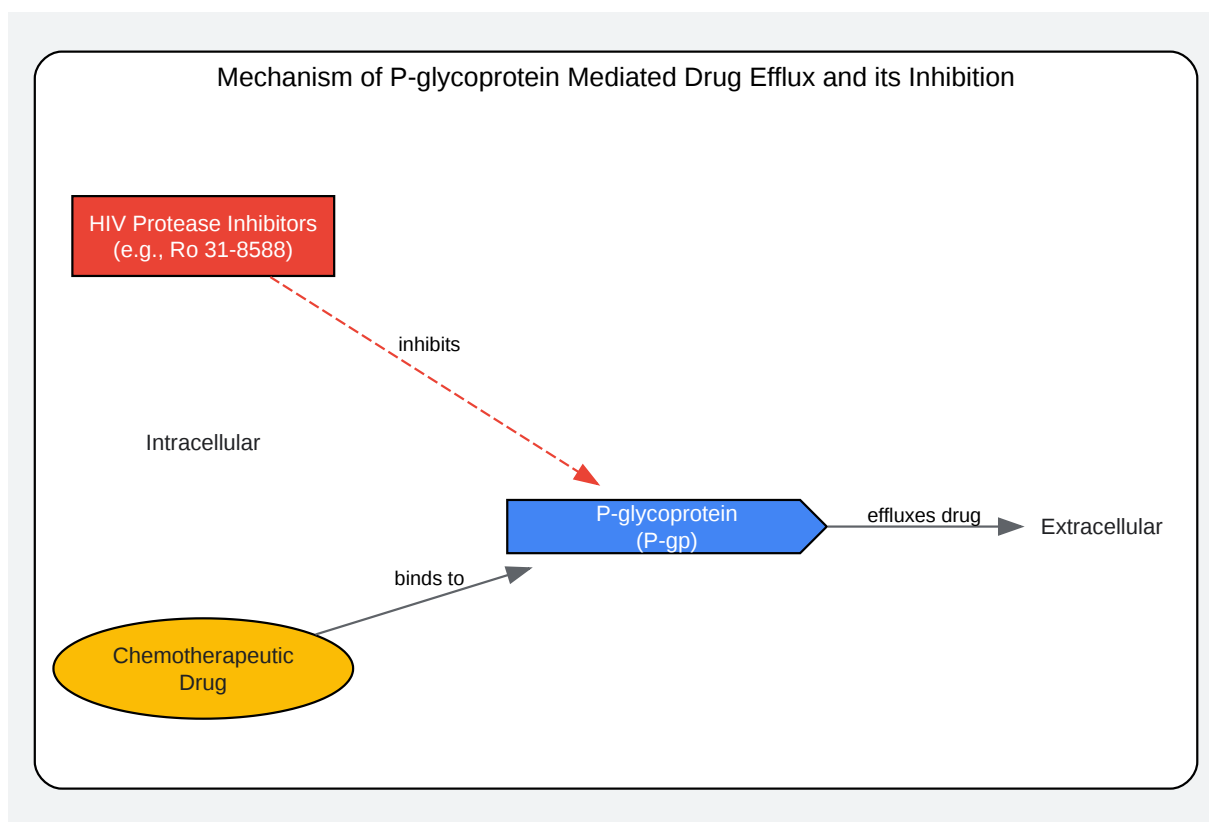 Mechanism of P-glycoprotein Mediated Drug Efflux and its Inhibition
HIV Protease Inhibitors
(e.g., Ro 31-8588)
inhibits
Intracellular
P-glycoprotein
(P-gp)
effluxes drug
Extracellular
binds to
Chemotherapeutic
Drug